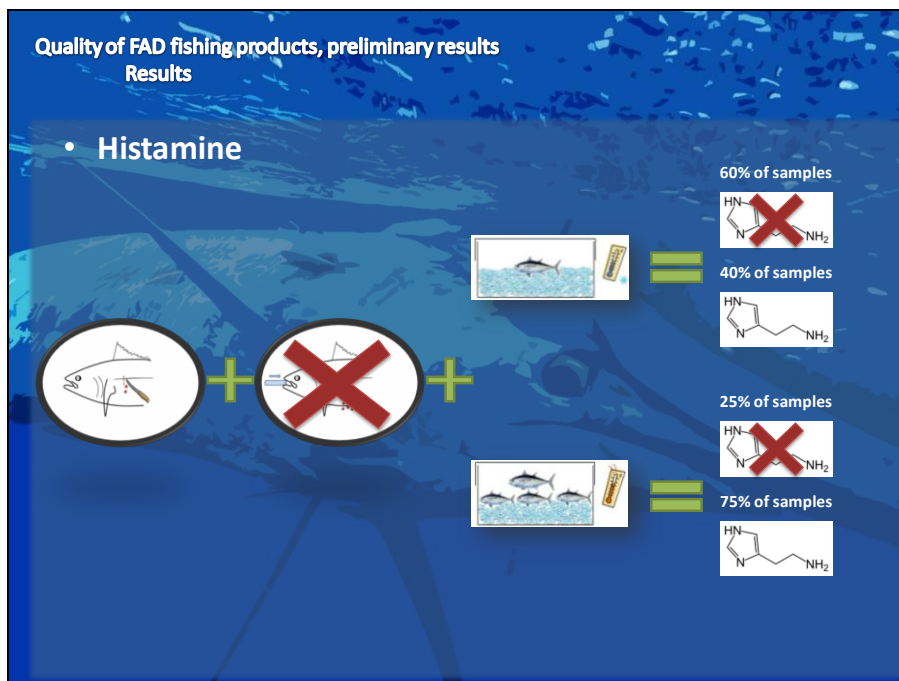 Quality of FAD fishing products, preliminary results
Results
• Histamine
60% of samples
HN
N
NH₂
40% of samples
HN
N
NH₂
25% of samples
HN
N
NH₂
75% of samples
HN
N
NH₂